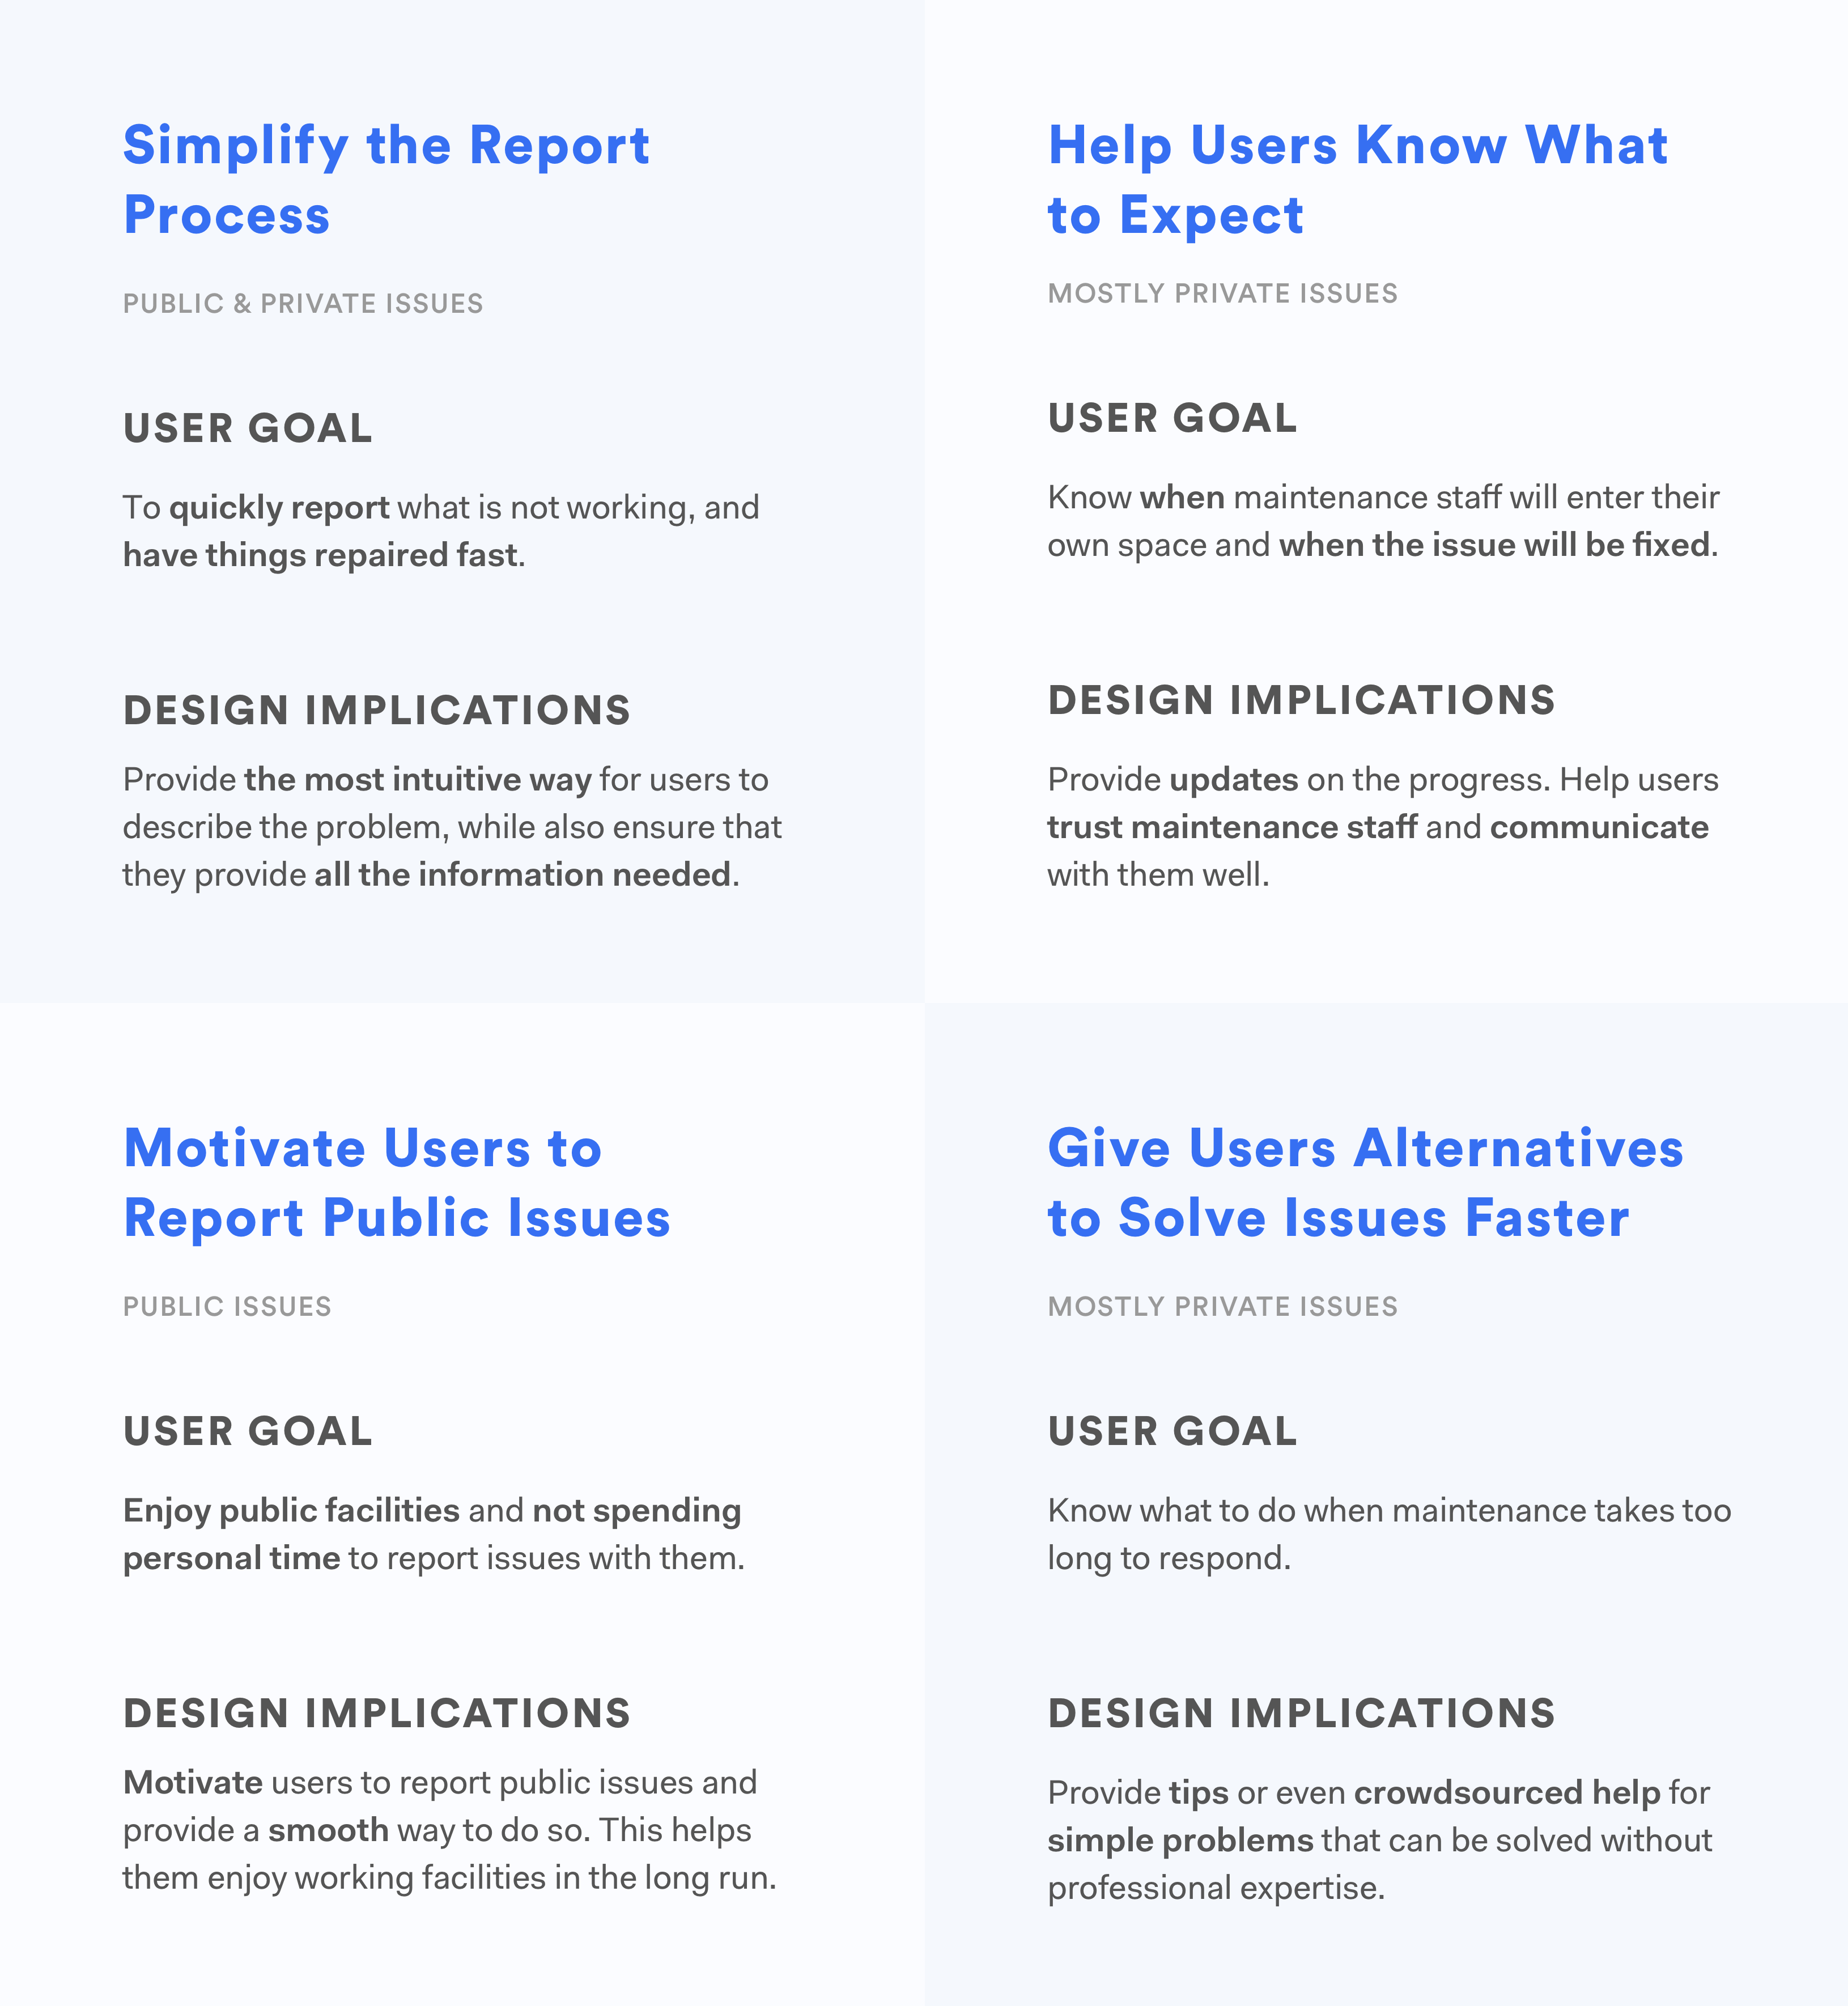 Simplify the Report
Process
PUBLIC & PRIVATE ISSUES
USER GOAL
To quickly report what is not working, and
have things repaired fast.
DESIGN IMPLICATIONS
Provide the most intuitive way for users to
describe the problem, while also ensure that
they provide all the information needed.
Help Users Know What
to Expect
MOSTLY PRIVATE ISSUES
USER GOAL
Know when maintenance staff will enter their
own space and when the issue will be fixed.
DESIGN IMPLICATIONS
Provide updates on the progress. Help users
trust maintenance staff and communicate
with them well.
Motivate Users to
Report Public Issues
PUBLIC ISSUES
USER GOAL
Enjoy public facilities and not spending
personal time to report issues with them.
DESIGN IMPLICATIONS
Motivate users to report public issues and
provide a smooth way to do so. This helps
them enjoy working facilities in the long run.
Give Users Alternatives
to Solve Issues Faster
MOSTLY PRIVATE ISSUES
USER GOAL
Know what to do when maintenance takes too
long to respond.
DESIGN IMPLICATIONS
Provide tips or even crowdsourced help for
simple problems that can be solved without
professional expertise.